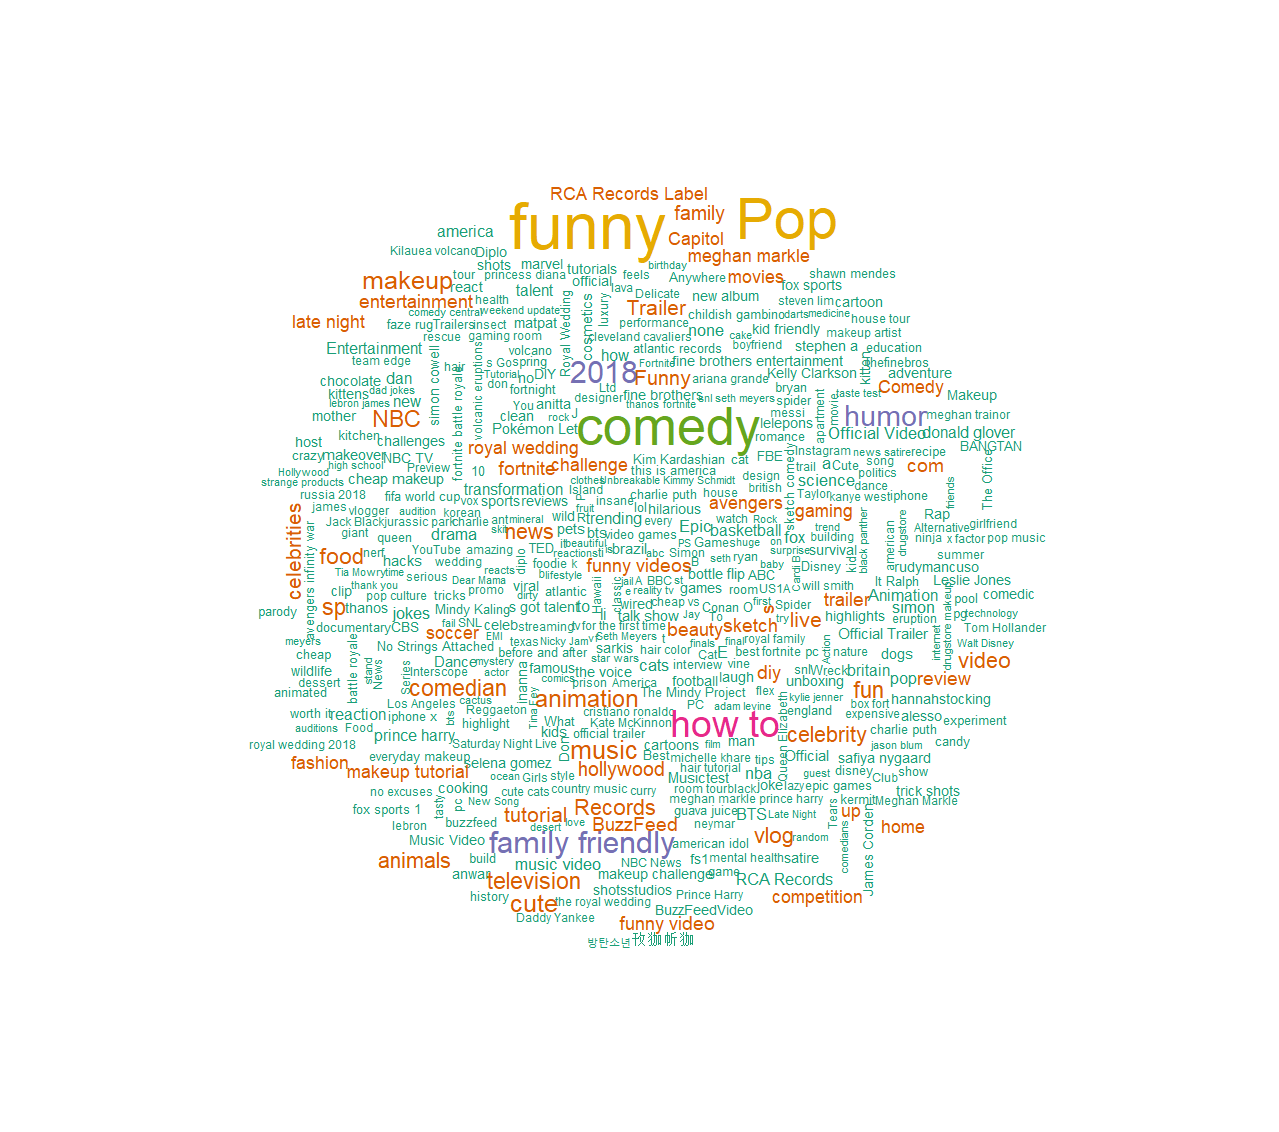 RCA Records Label
funny
family
Pop
america
Capitol
Kilauea volcano
Diplo
meghan markle
shots
marvel
tutorials
birthday
makeup
tour
princess diana
official
feels
Anywhere
movies
shawn mendes
react
talent
lava
fox sports
entertainment
health
Royal Wedding
luxury
Delicate
new album
steven lim
cartoon
comedy central
weekend update
Trailer
childish gambino
darts
medicine
late night
faze rug
Trailers
insect
matpat
cosmetics
performance
none
cake
kid friendly
house tour
rescue
gaming room
cleveland cavaliers
boyfriend
makeup artist
Entertainment
volcano
how
atlantic records
stephen a
education
team edge
simon cowell
hair
volcanic eruptions
s Go
spring
2018
Fortnite
fine brothers entertainment
kitten
thefinebros
chocolate
dan
fortnite battle royale
Tutorial
no
DIY
Funny
ariana grande
Kelly Clarkson
adventure
kittens
dad jokes
don
fortnight
Ltd
fine brothers
snl seth meyers
bryan
apartment
movie
taste test
Comedy
Makeup
lebron james
new
You
anitta
designer
thanos fortnite
spider
mother
NBC
clean
rock
J
comedy
messi
humor
meghan trainor
kitchen
Pokémon Let
lelepons
Official Video
donald glover
host
challenges
royal wedding
romance
BANGTAN
crazy
makeover
NBC TV
Kim Kardashian
cat
FBE
Instagram
news satire
recipe
high school
Preview
10
fortnite
challenge
this is america
trail
a
Cute
song
com
The Office
Hollywood
strange products
cheap makeup
clothes
Unbreakable Kimmy Schmidt
design
sketch comedy
science
politics
dance
friends
russia 2018
fifa world cup
transformation
Island
P
charlie puth
house
british
Taylor
kanye west
iphone
james
vlogger
audition
vox
sports
reviews
fruit
insane
lol
hilarious
avengers
gaming
Rap
celebrities
Jack Black
jurassic park
korean
charlie
ant
mineral
wild
R
trending
every
Epic
watch
Rock
trend
Alternative
girlfriend
avengers infinity war
giant
queen
drama
skit
news
pets
bts
video games
basketball
fox
building
black panther
american
drugstore
ninja
x factor
pop music
food
nerf
YouTube
amazing
TED
reactions
ti
beautiful
is
brazil
abc
Simon
PS Games
huge
on
surprise
survival
kid
summer
hacks
wedding
diplo
foodie
k
funny videos
B
seth
ryan
baby
Cardi B
Disney
rudymancuso
Tia Mowry
time
reacts
serious
Dear Mama
viral
lifestyle
Hawaii
classic
jail
A
BBC
st
bottle flip
ABC
will smith
It Ralph
Leslie Jones
thank you
clip
pop culture
tricks
promo
dirty
atlantic
e
reality tv
games
room
US1A
Animation
comedic
parody
sp
thanos
jokes
Mindy Kaling
s got talent
to
li
wired
cheap vs
Conan O
first
s
Spider
trailer
simon
pg
technology
documentary
CBS
fail
SNL
celeb
streaming
tv
for the first time
talk show
Jay
To
try
live
highlights
eruption
drugstore makeup
Tom Hollander
meyers
soccer
EMI
texas
Nicky Jam
v1
Seth Meyers
t
beauty
sketch
finals
final
royal family
Action
Official Trailer
internet
Walt Disney
cheap
battle royale
No Strings Attached
before and after
sarkis
hair color
Cat
E
best
fortnite pc
nature
dogs
video
wildlife
stand
News
Interscope
Dance
mystery
actor
famous
star wars
the voice
cats
interview
vine
snl
Wreck
britain
dessert
Series
comedian
inanna
comics
prison
America
football
laugh
diy
unboxing
pop
review
animated
Los Angeles
cactus
Tina Fey
animation
The Mindy Project
flex
kylie jenner
fun
hannahstocking
worth it
reaction
iphone x
bts
Reggaeton
cristiano ronaldo
PC
adam levine
Queen Elizabeth
england
box fort
expensive
alesso
experiment
auditions
Food
highlight
What
Kate McKinnon
how to
charlie puth
royal wedding 2018
prince harry
kids
official trailer
celebrity
candy
Saturday Night Live
Dory
music
cartoons
film
man
jason blum
fashion
everyday makeup
selena gomez
Best
michelle khare
tips
Official
safiya nygaard
makeup tutorial
ocean
Girls
style
hollywood
hair tutorial
Music
test
nba
guest
disney
Club
show
no excuses
cooking
cute cats
country music
curry
room tour
black
joke
lazy
epic games
trick shots
fox sports 1
tasty
pc
New Song
Records
meghan markle prince harry
kermit
Meghan Markle
lebron
buzzfeed
tutorial
guava juice
BTS
Late Night
Tears
up
desert
love
BuzzFeed
neymar
home
Music Video
family friendly
american idol
vlog
random
comedians
James Corden
animals
build
music video
NBC News
fs1
mental health
satire
anwar
television
makeup challenge
game
RCA Records
history
shots
studios
Prince Harry
competition
cute
the royal wedding
BuzzFeedVideo
Daddy Yankee
funny video
방탄소년